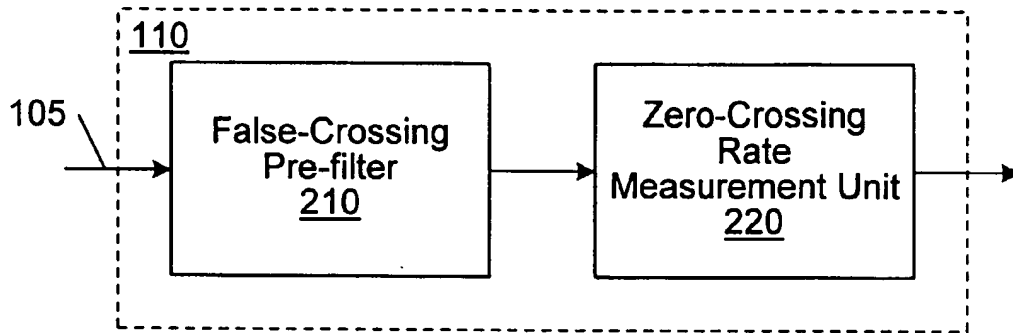 110
105
False-Crossing
Pre-filter
210
Zero-Crossing
Rate
Measurement Unit
220